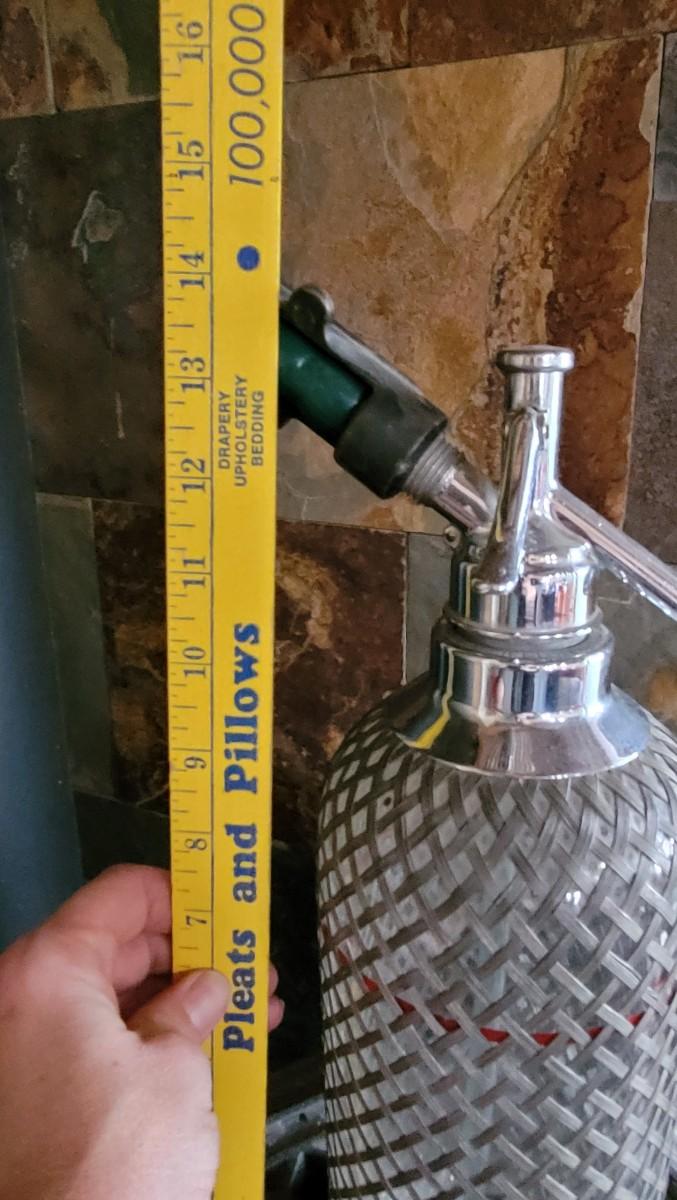 16
15
14
13
12
11
10
9
8
7
100,000
DRAPERY
UPHOLSTERY
BEDDING
Pleats and Pillows